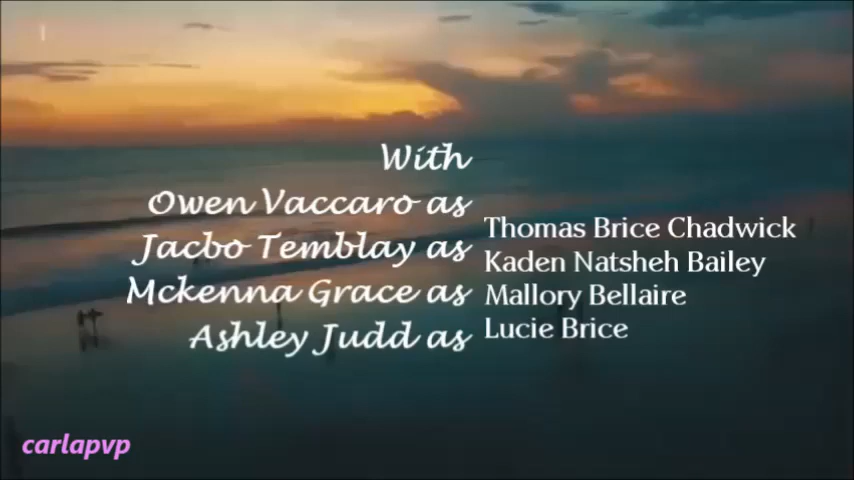 With
Owen Vaccaro as Thomas Brice Chadwick
Jacbo Temblay as Kaden Natsheh Bailey
Mckenna Grace as Mallory Bellaire
Ashley Judd as Lucie Brice
carlapvp